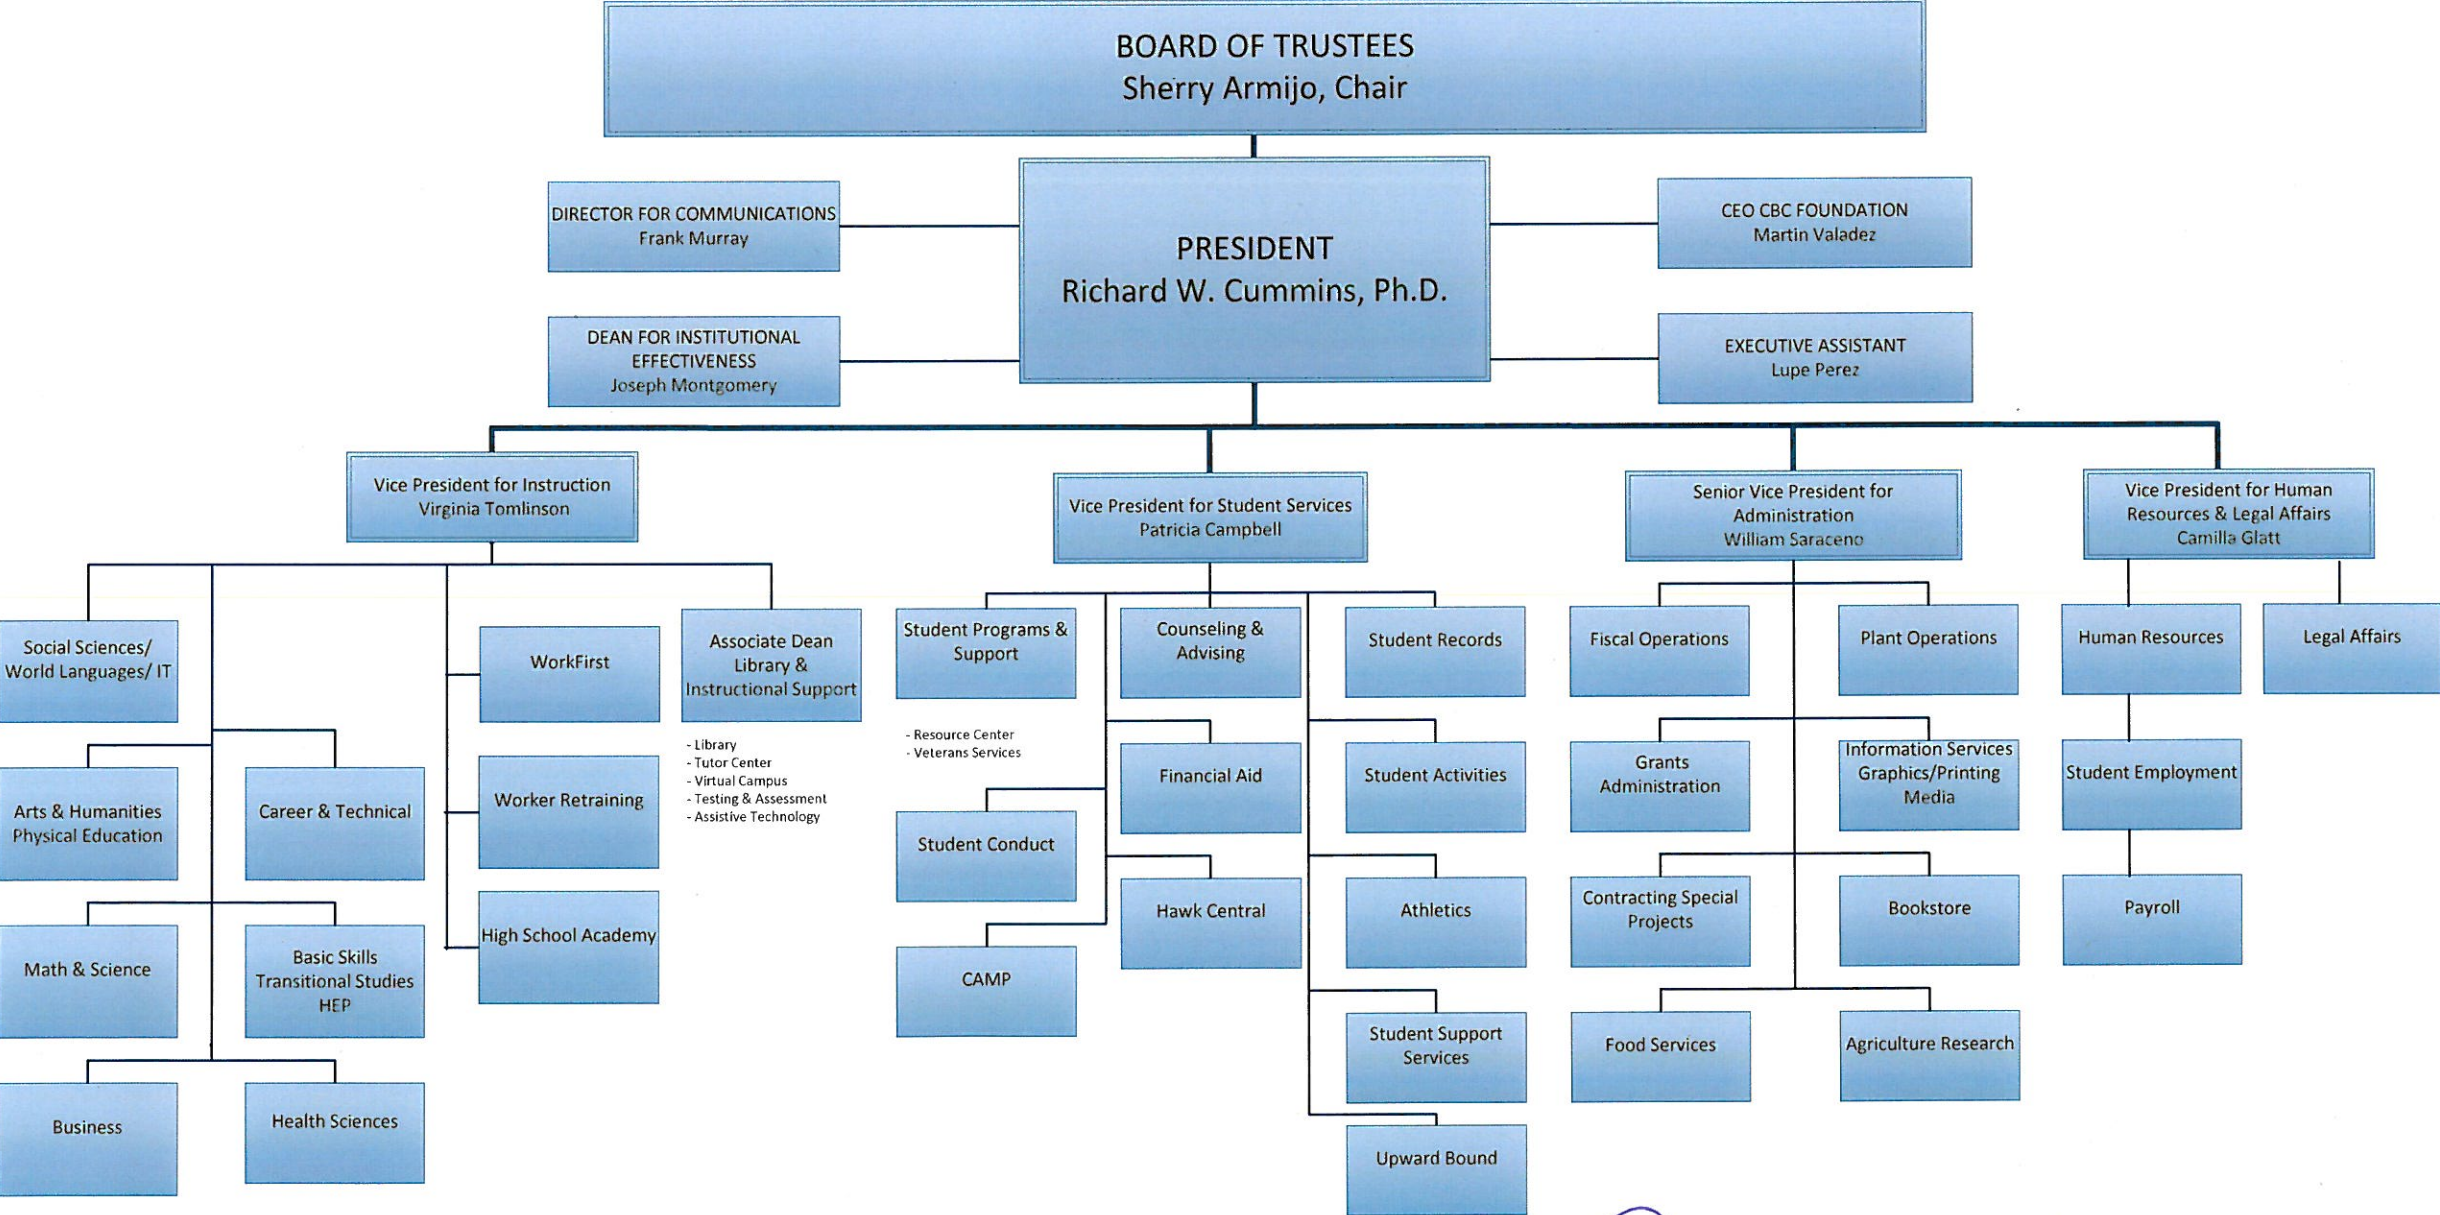 BOARD OF TRUSTEES
Sherry Armijo, Chair
DIRECTOR FOR COMMUNICATIONS
Frank Murray
PRESIDENT
Richard W. Cummins, Ph.D.
CEO CBC FOUNDATION
Martin Valadez
DEAN FOR INSTITUTIONAL
EFFECTIVENESS
Joseph Montgomery
EXECUTIVE ASSISTANT
Lupe Perez
Vice President for Instruction
Virginia Tomlinson
Vice President for Student Services
Patricia Campbell
Senior Vice President for
Administration
William Saraceno
Vice President for Human
Resources & Legal Affairs
Camilla Glatt
Social Sciences/
World Languages/ IT
WorkFirst
Associate Dean
Library &
Instructional Support
- Library
- Tutor Center
- Virtual Campus
- Testing & Assessment
- Assistive Technology
Arts & Humanities
Physical Education
Career & Technical
Worker Retraining
Math & Science
Basic Skills
Transitional Studies
HEP
High School Academy
Business
Health Sciences
Student Programs &
Support
- Resource Center
- Veterans Services
Counseling &
Advising
Student Records
Financial Aid
Student Activities
Student Conduct
Hawk Central
Athletics
CAMP
Student Support
Services
Upward Bound
Fiscal Operations
Plant Operations
Grants
Administration
Information Services
Graphics/Printing
Media
Contracting Special
Projects
Bookstore
Food Services
Agriculture Research
Human Resources
Legal Affairs
Student Employment
Payroll